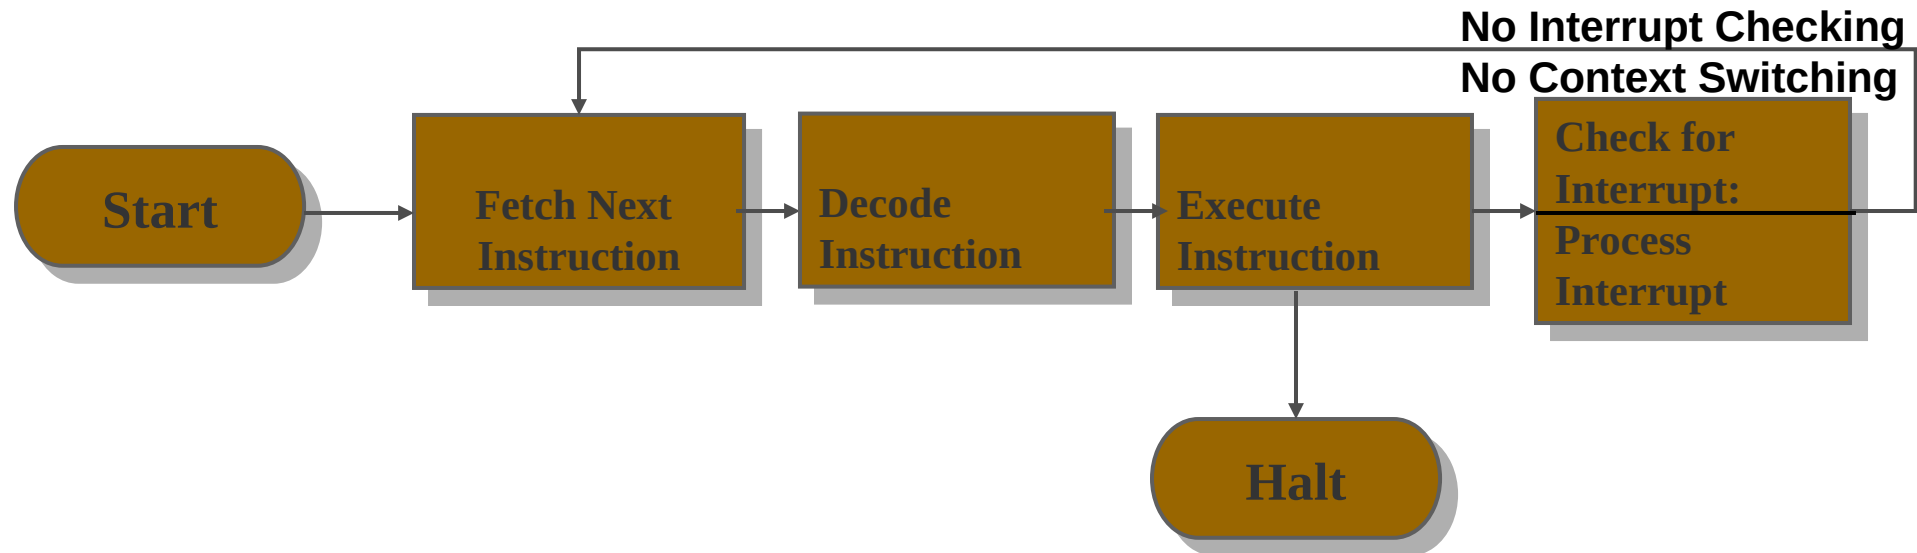 No Interrupt Checking
No Context Switching
Start
Fetch Next
Instruction
Decode
Instruction
Execute
Instruction
Check for
Interrupt:
Process
Interrupt
Halt